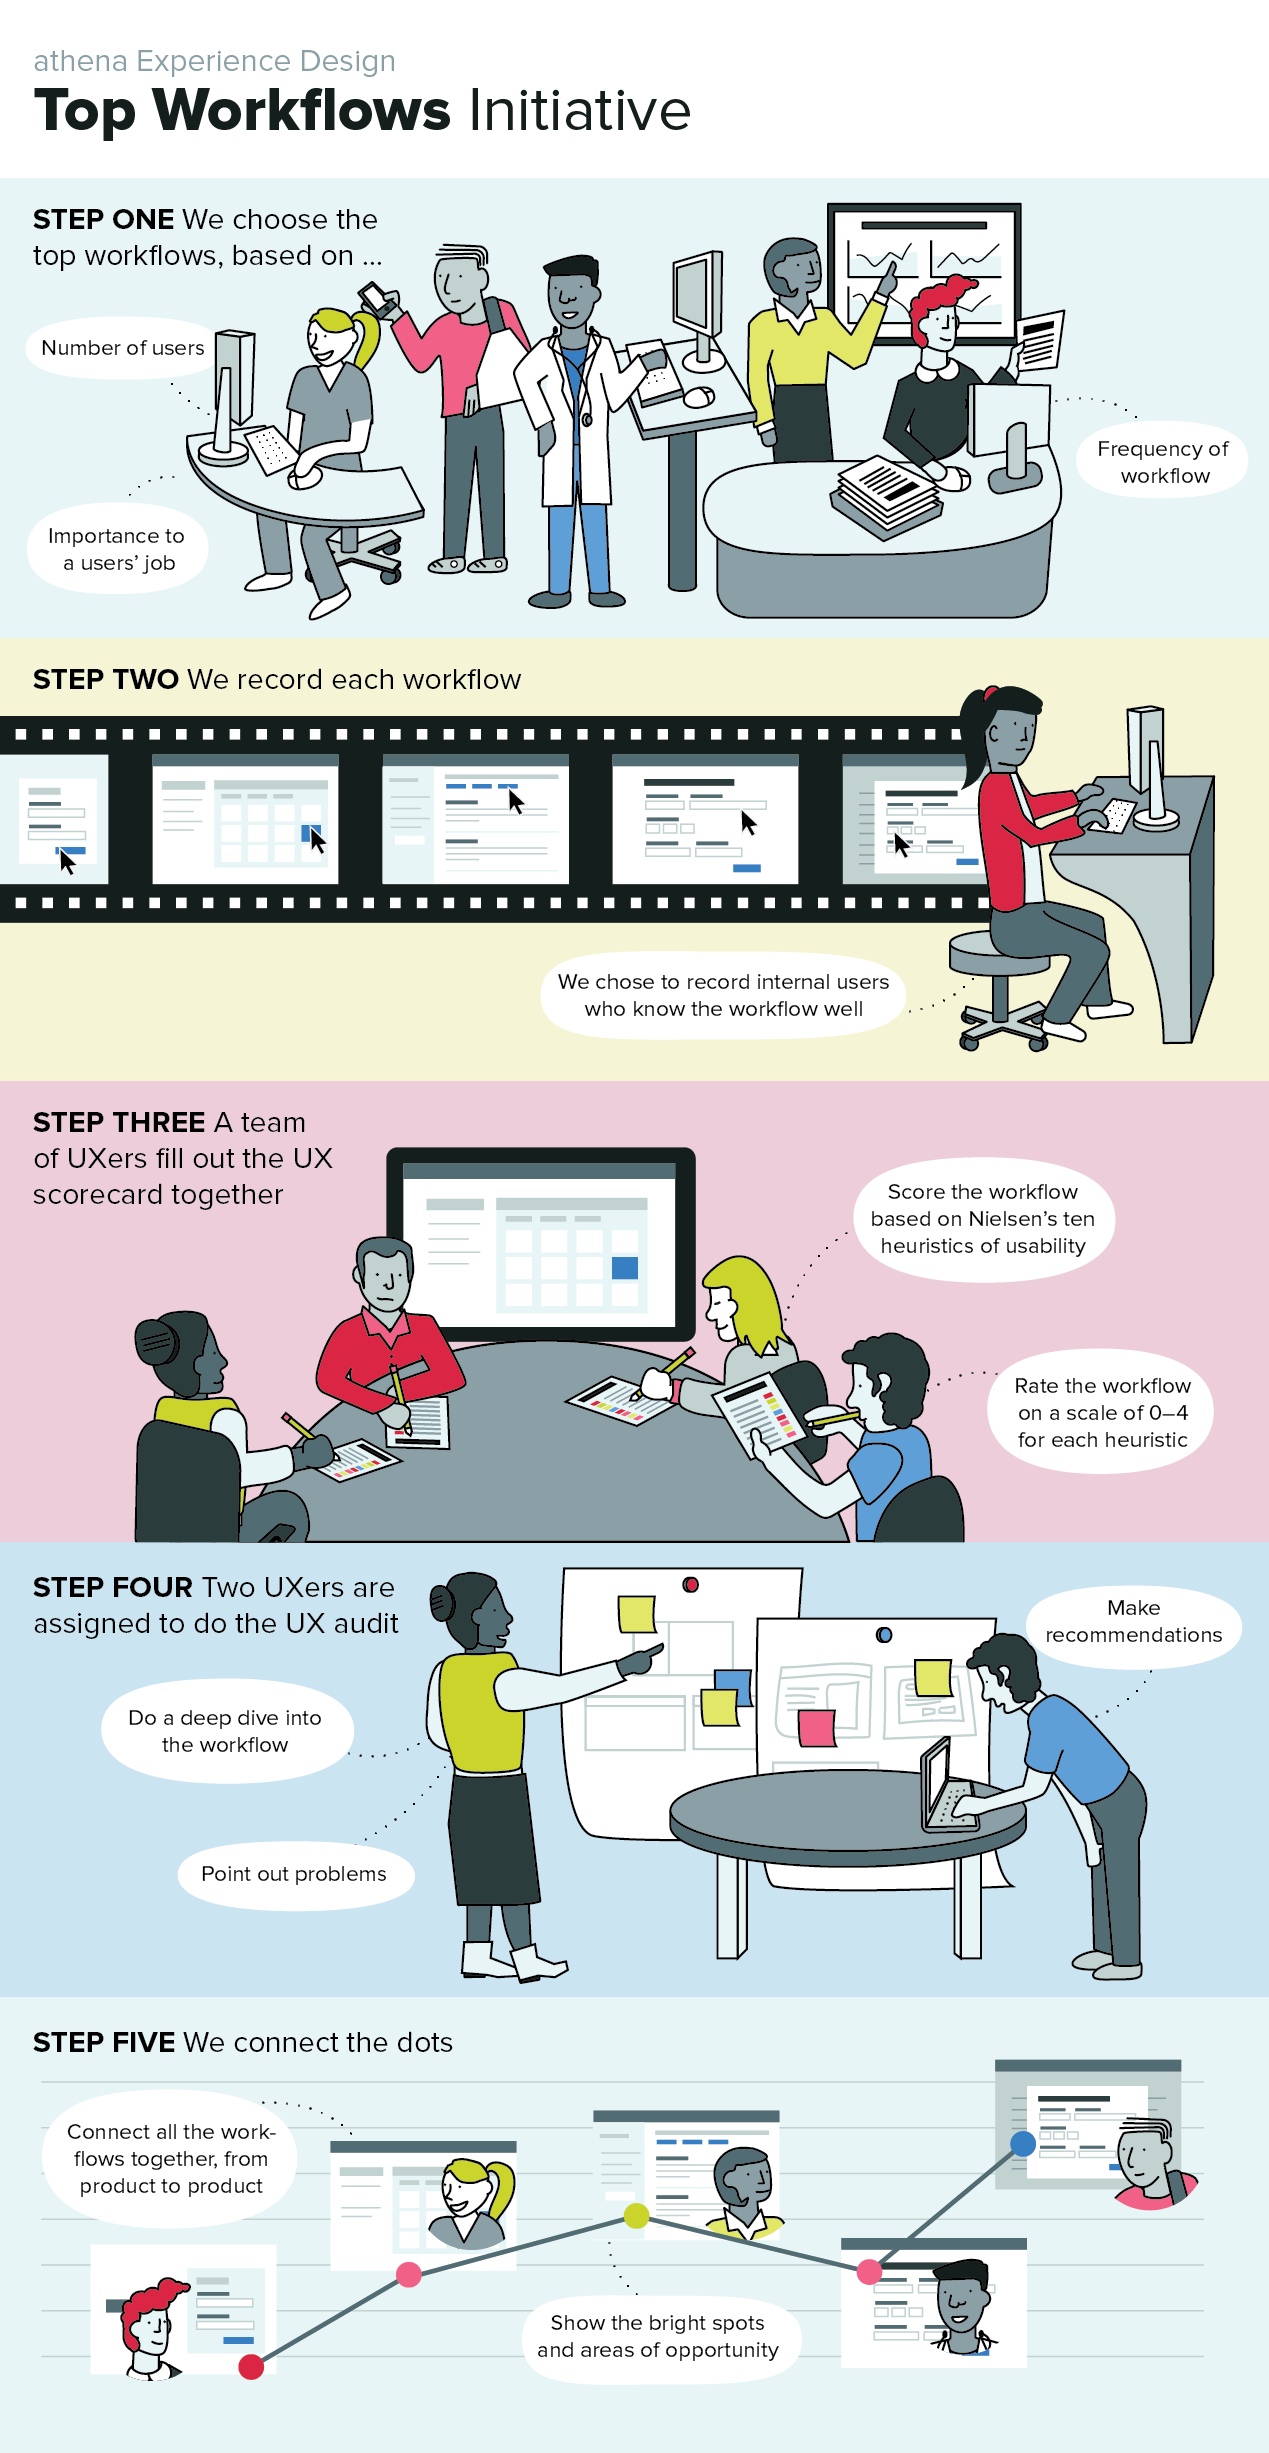 athena Experience Design
Top Workflows Initiative
STEP ONE We choose the
top workflows, based on ...
Number of users
Importance to
a users’ job
Frequency of
workflow
STEP TWO We record each workflow
We chose to record internal users
who know the workflow well
STEP THREE A team
of UXers fill out the UX
scorecard together
Score the workflow
based on Nielsen’s ten
heuristics of usability
Rate the workflow
on a scale of 0–4
for each heuristic
STEP FOUR Two UXers are
assigned to do the UX audit
Make
recommendations
Do a deep dive into
the workflow
Point out problems
STEP FIVE We connect the dots
Connect all the work-
flows together, from
product to product
Show the bright spots
and areas of opportunity